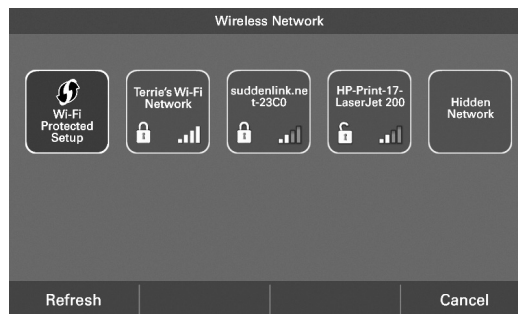 Wireless Network
Wi-Fi
Protected
Setup
Terrie's Wi-Fi
Network
suddenlink.ne
t-23C0
HP-Print-17-
LaserJet 200
Hidden
Network
Refresh
Cancel